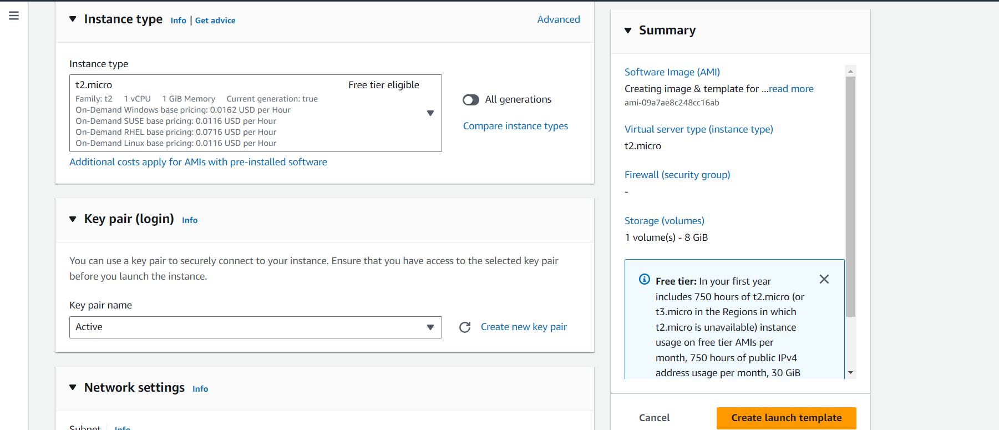 Instance type Info | Get advice Advanced
Instance type
t2.micro Free tier eligible
Family: t2 1 vCPU 1 GiB Memory Current generation: true
On-Demand Windows base pricing: 0.0162 USD per Hour
On-Demand SUSE base pricing: 0.0116 USD per Hour
On-Demand RHEL base pricing: 0.0716 USD per Hour
On-Demand Linux base pricing: 0.0116 USD per Hour
All generations
Compare instance types
Additional costs apply for AMIs with pre-installed software
Key pair (login) Info
You can use a key pair to securely connect to your instance. Ensure that you have access to the selected key pair
before you launch the instance.
Key pair name
Active
Create new key pair
Network settings Info
Subnet Info
Summary
Software Image (AMI)
Creating image & template for ...read more
ami-09a7ae8c248cc16ab
Virtual server type (instance type)
t2.micro
Firewall (security group)
-
Storage (volumes)
1 volume(s) - 8 GiB
Free tier: In your first year
includes 750 hours of t2.micro (or
t3.micro in the Regions in which
t2.micro is unavailable) instance
usage on free tier AMIs per
month, 750 hours of public IPv4
address usage per month, 30 GiB
Cancel
Create launch template